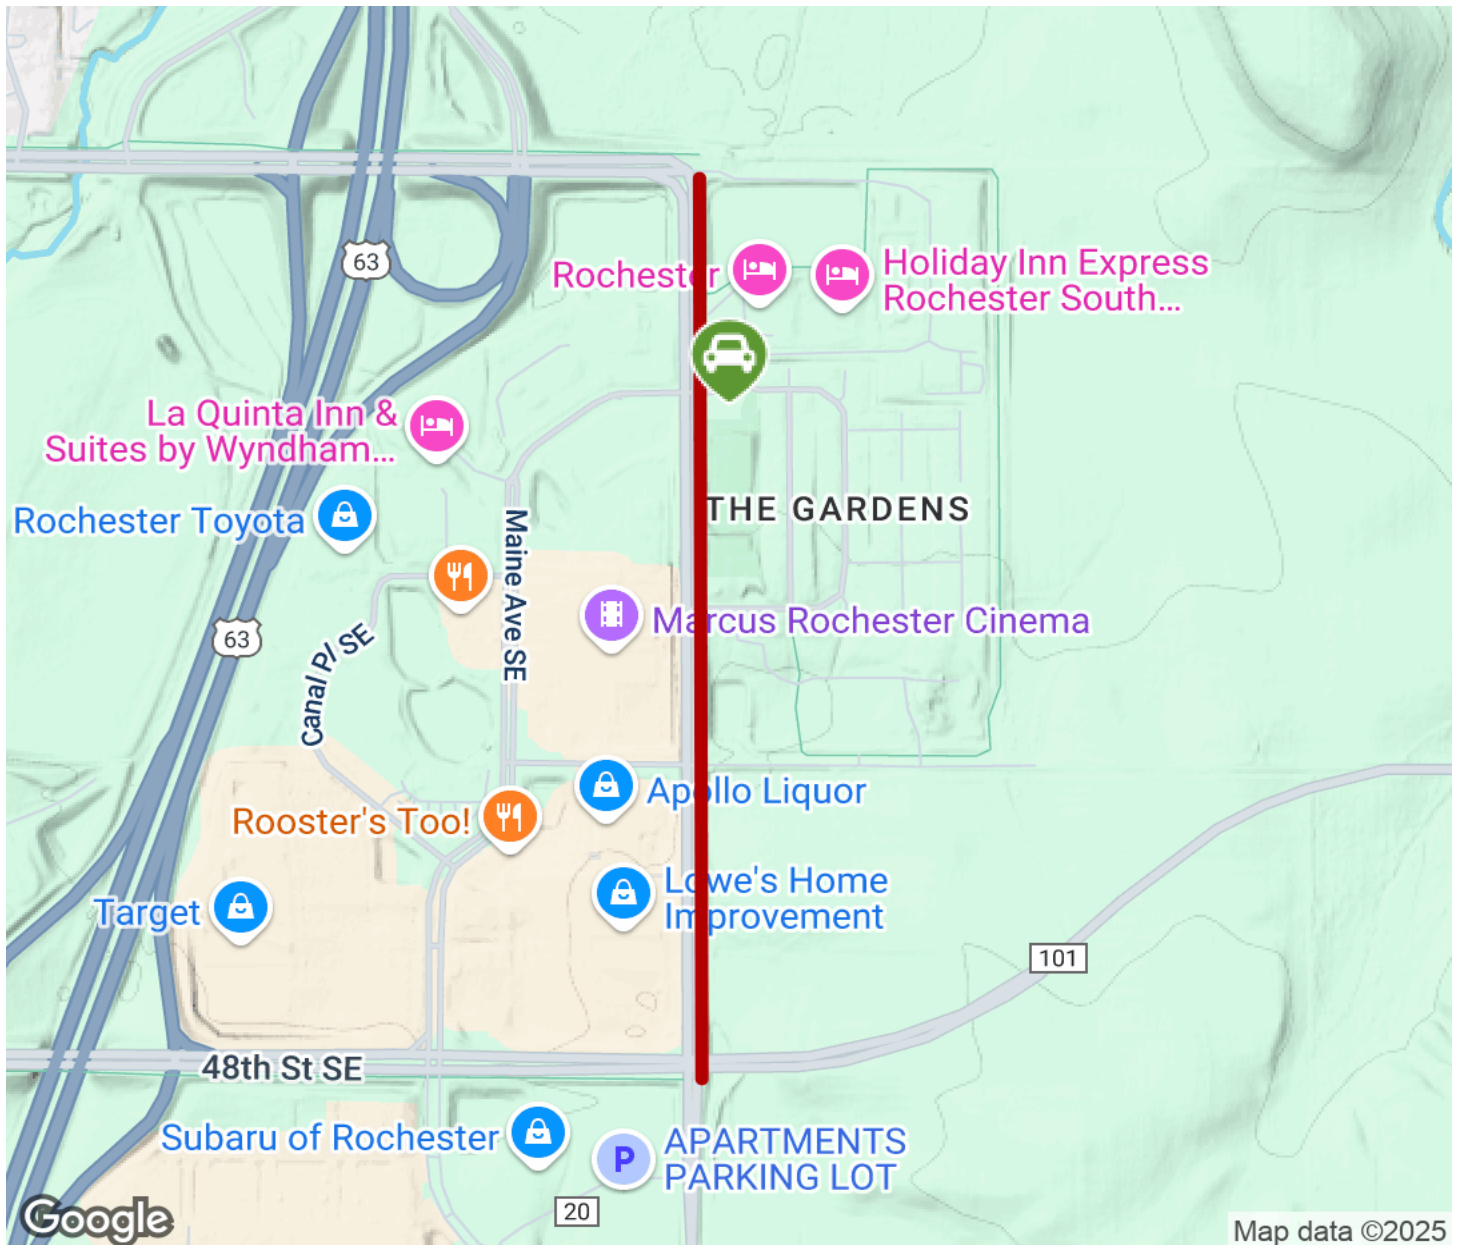 63
Rochester
Holiday Inn Express
Rochester South...
La Quinta Inn &
Suites by Wyndham...
Rochester Toyota
THE GARDENS
Maine Ave SE
63
Canal Pl SE
Marcus Rochester Cinema
Apollo Liquor
Rooster's Too!
Lowe's Home
Improvement
Target
101
48th St SE
Subaru of Rochester
P
APARTMENTS
PARKING LOT
20
Google
Map data ©2025